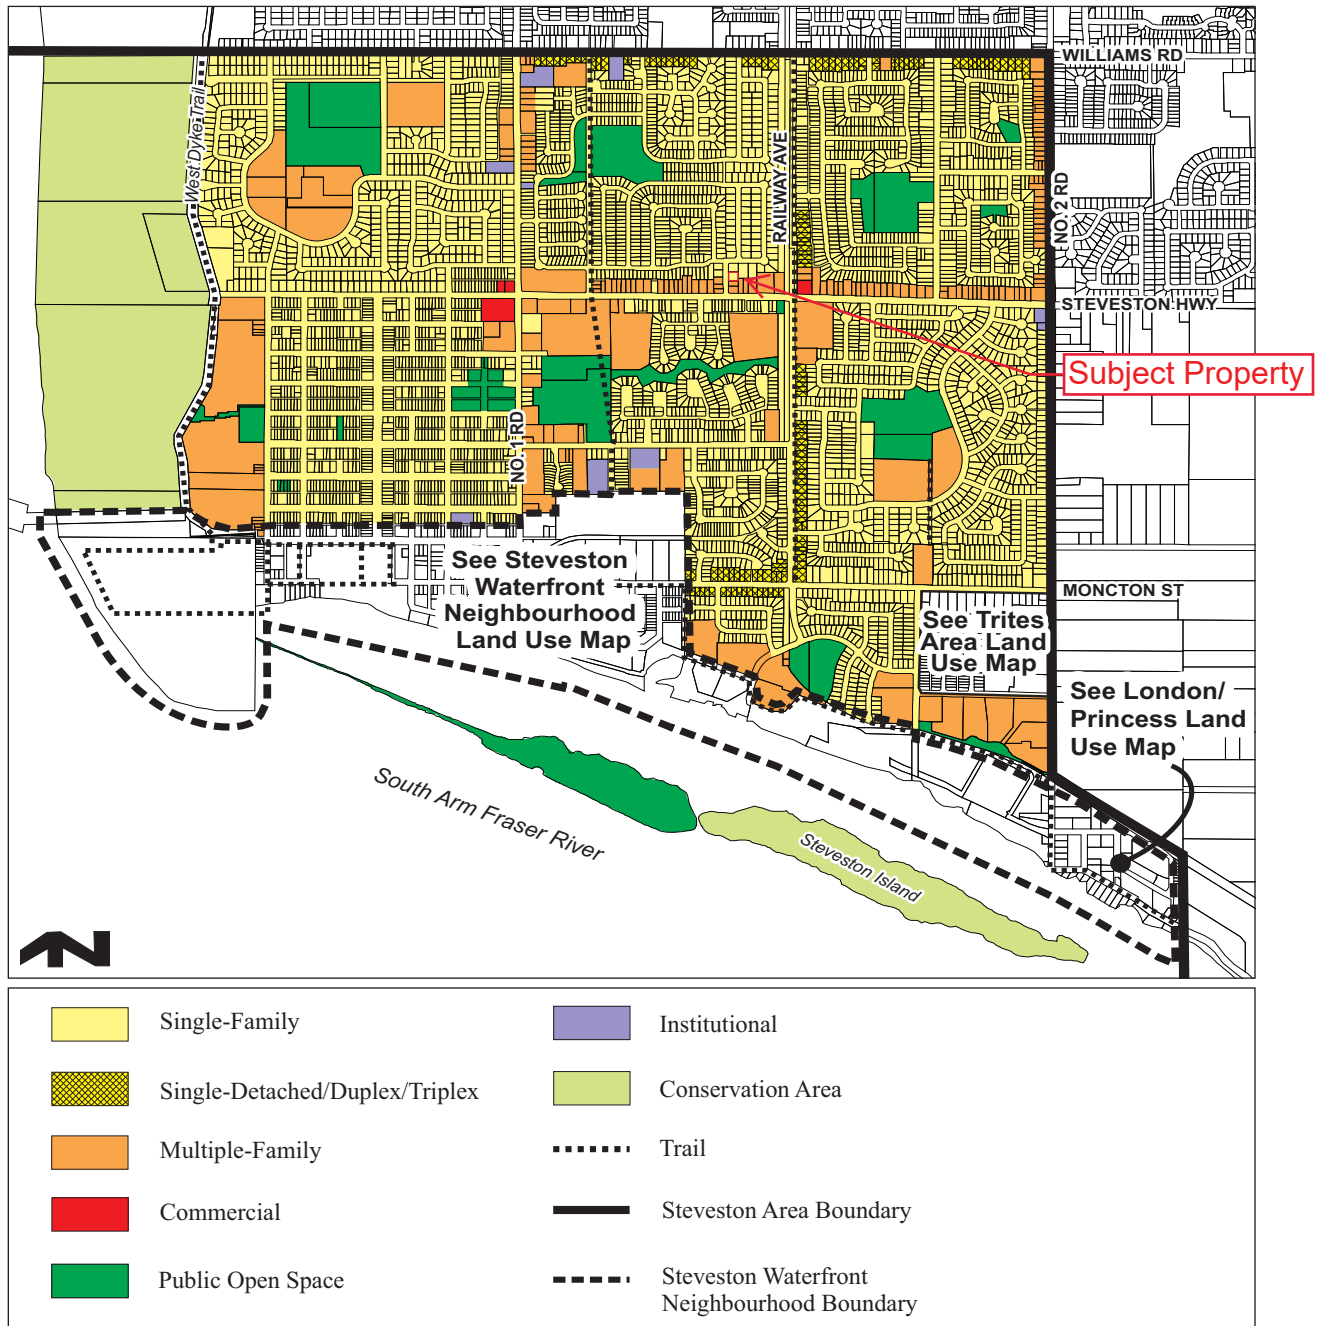 WILLIAMS RD
West Dyke Trail
RAILWAY AVE
NO. 2 RD
STEVESTON HWY
Subject Property
NO. 1 RD
See Steveston
Waterfront
Neighbourhood
Land Use Map
MONCTON ST
See Trites
Area Land
Use Map
See London/
Princess Land
Use Map
South Arm Fraser River
Steveston Island
N
Single-Family
Institutional
Single-Detached/Duplex/Triplex
Conservation Area
Multiple-Family
Trail
Commercial
Steveston Area Boundary
Public Open Space
Steveston Waterfront
Neighbourhood Boundary